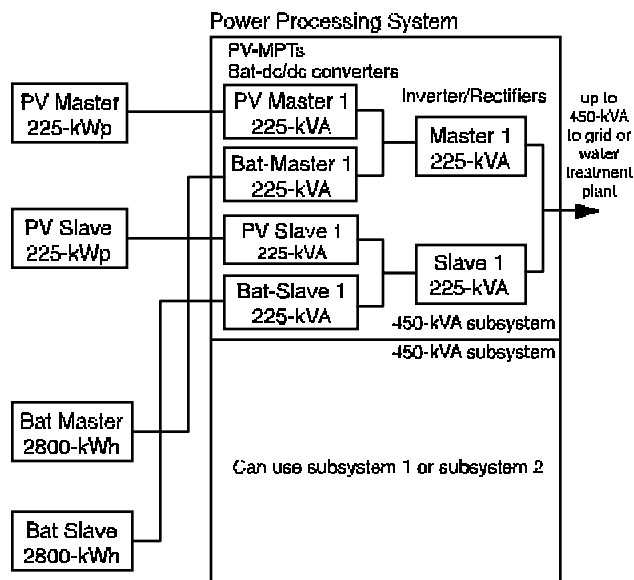 Power Processing System
PV-MPTs
Bat-dc/dc converters
PV Master
225-kWp
PV Master 1
225-kVA
Inverter/Rectifiers
Master 1
225-kVA
up to
450-kVA
to grid or
water
treatment
plant
Bat-Master 1
225-kVA
PV Slave
225-kWp
PV Slave 1
225-kVA
Slave 1
225-kVA
Bat-Slave 1
225-kVA
450-kVA subsystem
450-kVA subsystem
Bat Master
2800-kWh
Can use subsystem 1 or subsystem 2
Bat Slave
2800-kWh